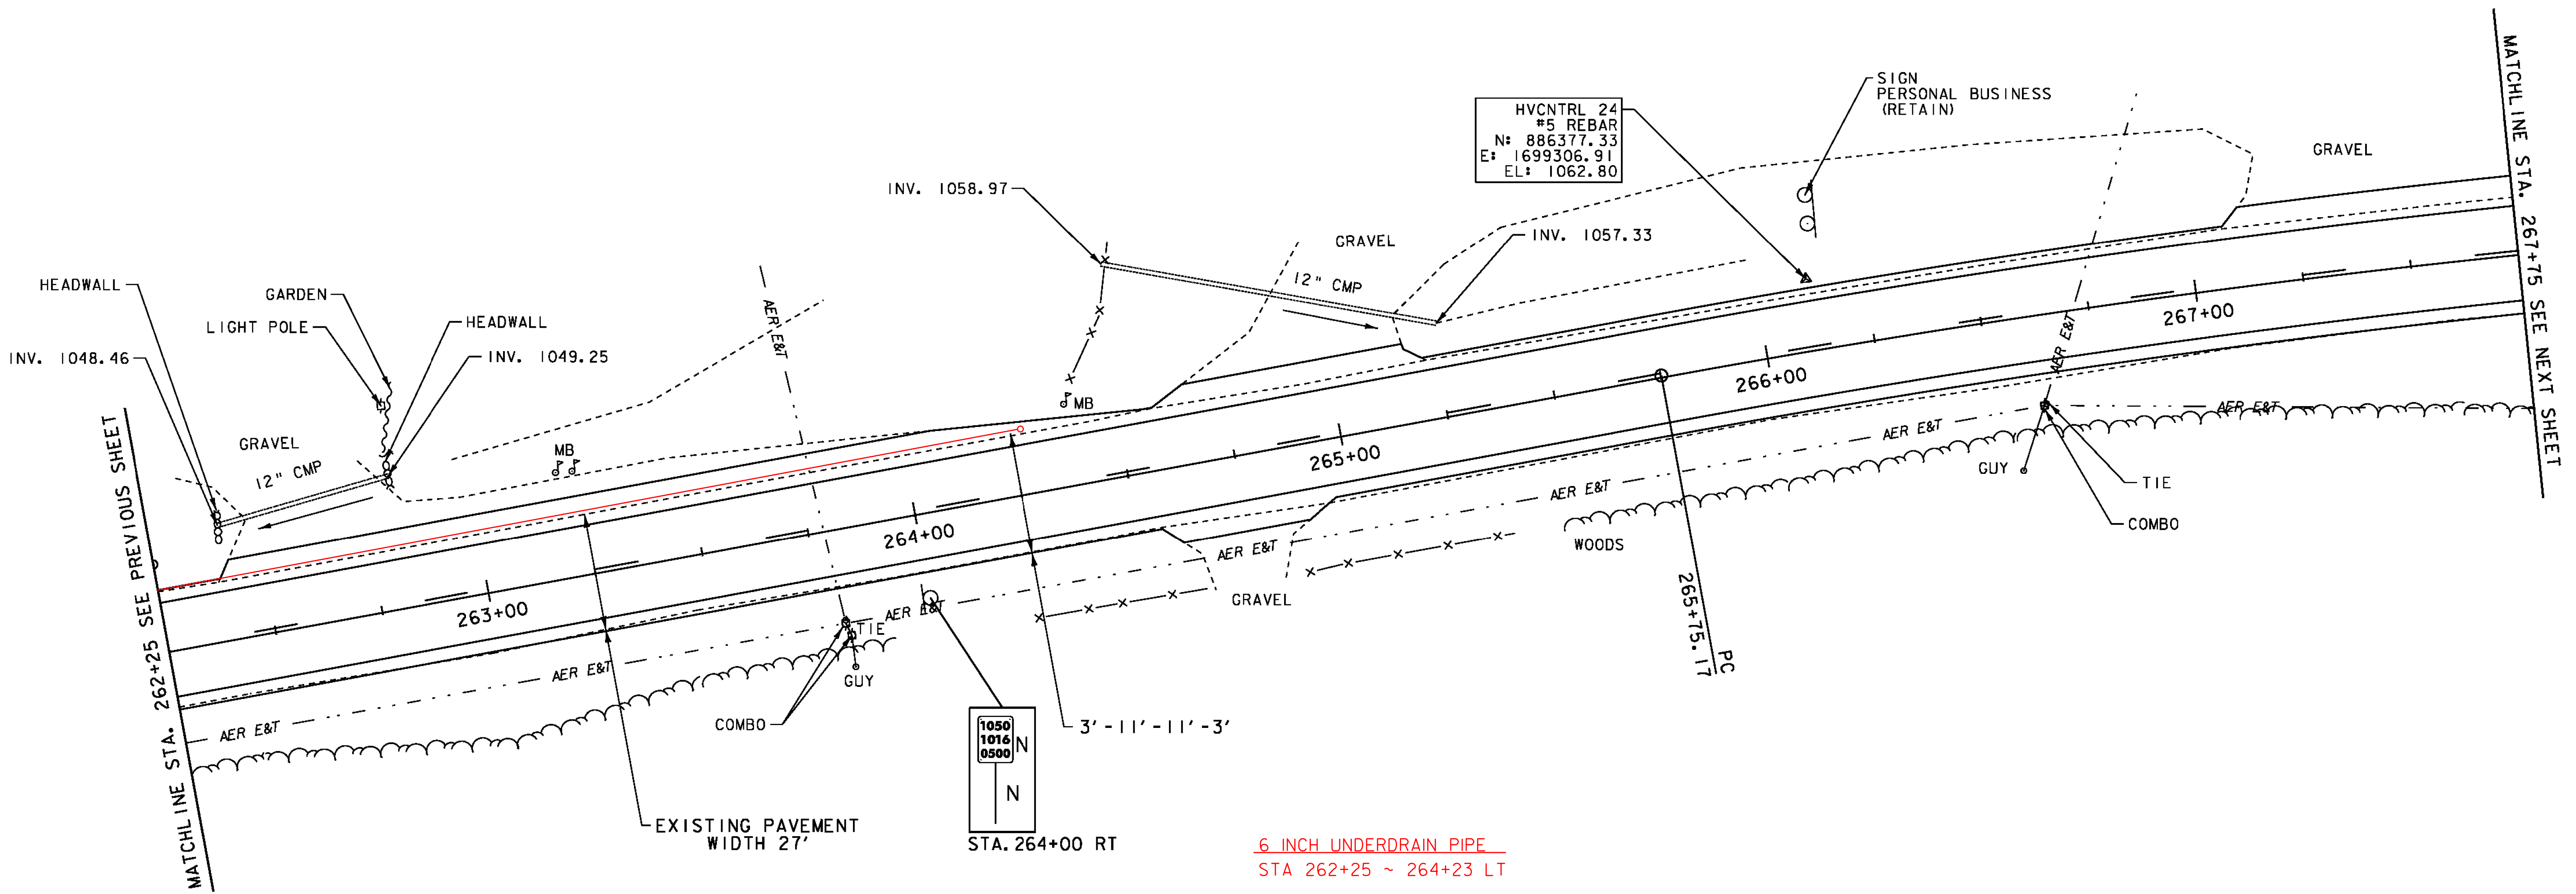 SIGN
PERSONAL BUSINESS
(RETAIN)
HVCNTRL 24
#5 REBAR
N: 886377.33
E: 1699306.91
EL: 1062.80
MATCHLINE STA. 267+75 SEE NEXT SHEET
GRAVEL
INV. 1058.97
GRAVEL
INV. 1057.33
12" CMP
HEADWALL
GARDEN
LIGHT POLE
HEADWALL
INV. 1048.46
INV. 1049.25
AER E&T
AER E&T
267+00
266+00
265+00
264+00
263+00
MB
MB
GRAVEL
12" CMP
AER E&T
AER E&T
AER E&T
AER E&T
AER E&T
AER E&T
AER E&T
GUY
TIE
COMBO
WOODS
GRAVEL
TIE
GUY
COMBO
265+75.17
PC
MATCHLINE STA. 262+25 SEE PREVIOUS SHEET
3'-11'-11'-3'
1050
1016
0500
N
N
STA. 264+00 RT
EXISTING PAVEMENT
WIDTH 27'
6 INCH UNDERDRAIN PIPE
STA 262+25 ~ 264+23 LT